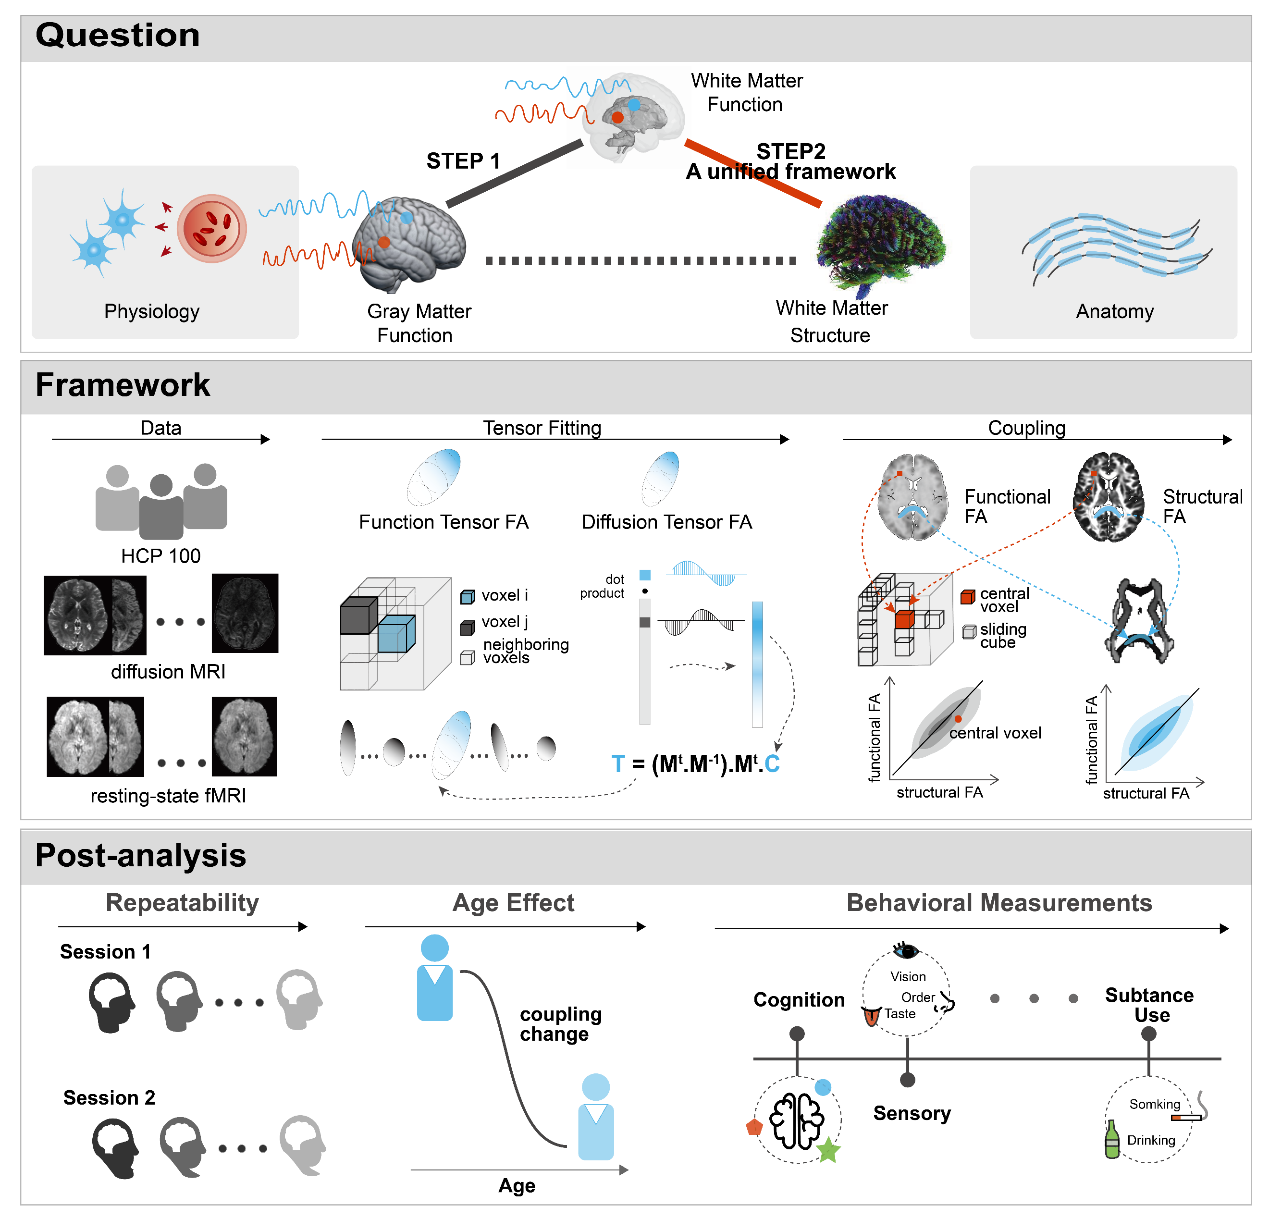 Question
White Matter
Function
STEP 1
STEP2
A unified framework
Physiology
Gray Matter
Function
White Matter
Structure
Anatomy
Framework
Data
Tensor Fitting
Coupling
HCP 100
diffusion MRI
resting-state fMRI
Function Tensor FA
Diffusion Tensor FA
voxel i
voxel j
neighboring
voxels
dot
product
T = (Mᵗ.M⁻¹).Mᵗ.C
Functional
FA
Structural
FA
central
voxel
sliding
cube
functional FA
central voxel
structural FA
functional FA
structural FA
Post-analysis
Repeatability
Age Effect
Behavioral Measurements
Session 1
Session 2
coupling
change
Age
Cognition
Vision
Order
Taste
Sensory
Subtance
Use
Somking
Drinking